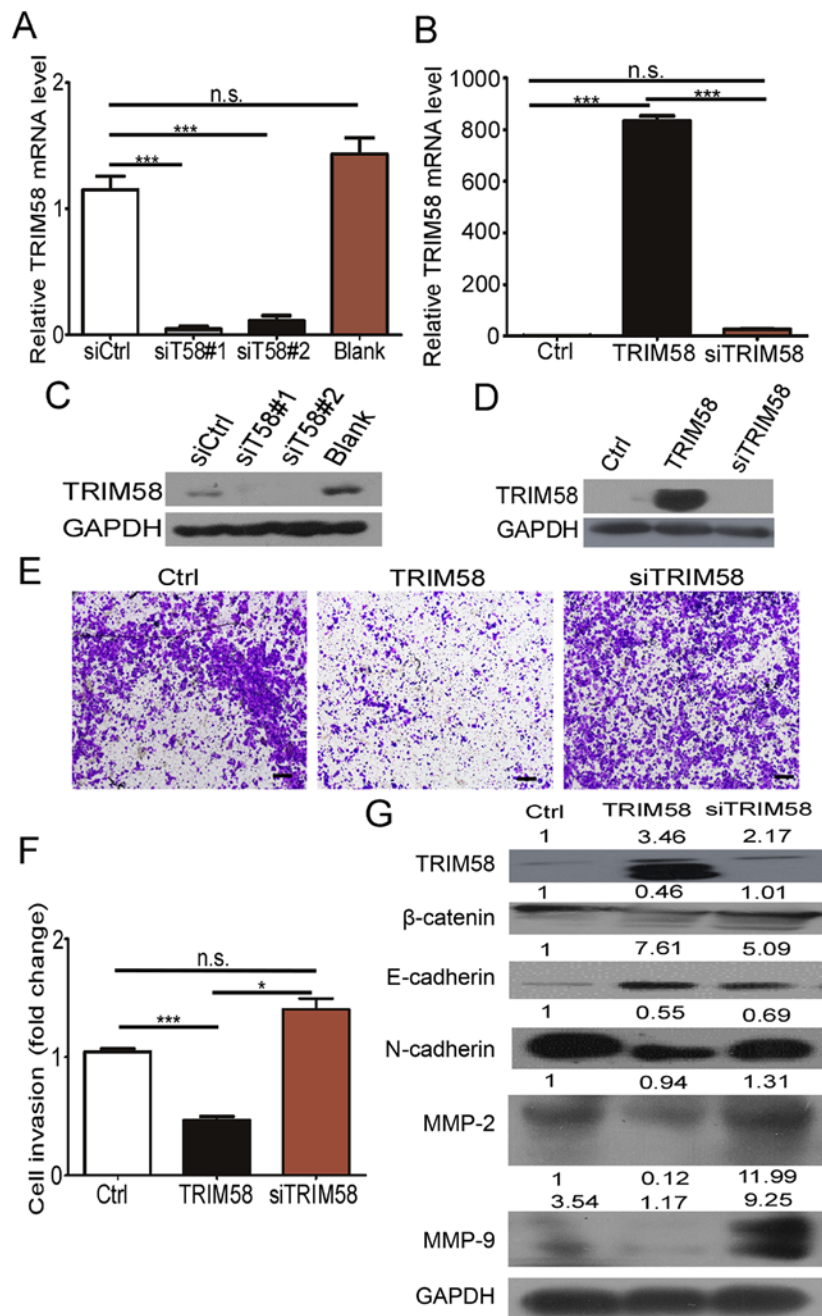 A
Relative TRIM58 mRNA level
2
1
0
n.s.
***
***
siCtrl siT58#1 siT58#2 Blank
B
Relative TRIM58 mRNA level
1000
800
600
400
200
0
n.s.
*** ***
Ctrl TRIM58 siTRIM58
C
siCtrl siT58#1 siT58#2 Blank
TRIM58
GAPDH
D
Ctrl TRIM58 siTRIM58
TRIM58
GAPDH
E
Ctrl TRIM58 siTRIM58
F
Cell invasion (fold change)
2
1
0
n.s.
*
***
Ctrl TRIM58 siTRIM58
G
Ctrl TRIM58 siTRIM58
1 3.46 2.17
TRIM58
1 0.46 1.01
β-catenin
1 7.61 5.09
E-cadherin
1 0.55 0.69
N-cadherin
1 0.94 1.31
MMP-2
1 0.12 11.99
3.54 1.17 9.25
MMP-9
GAPDH